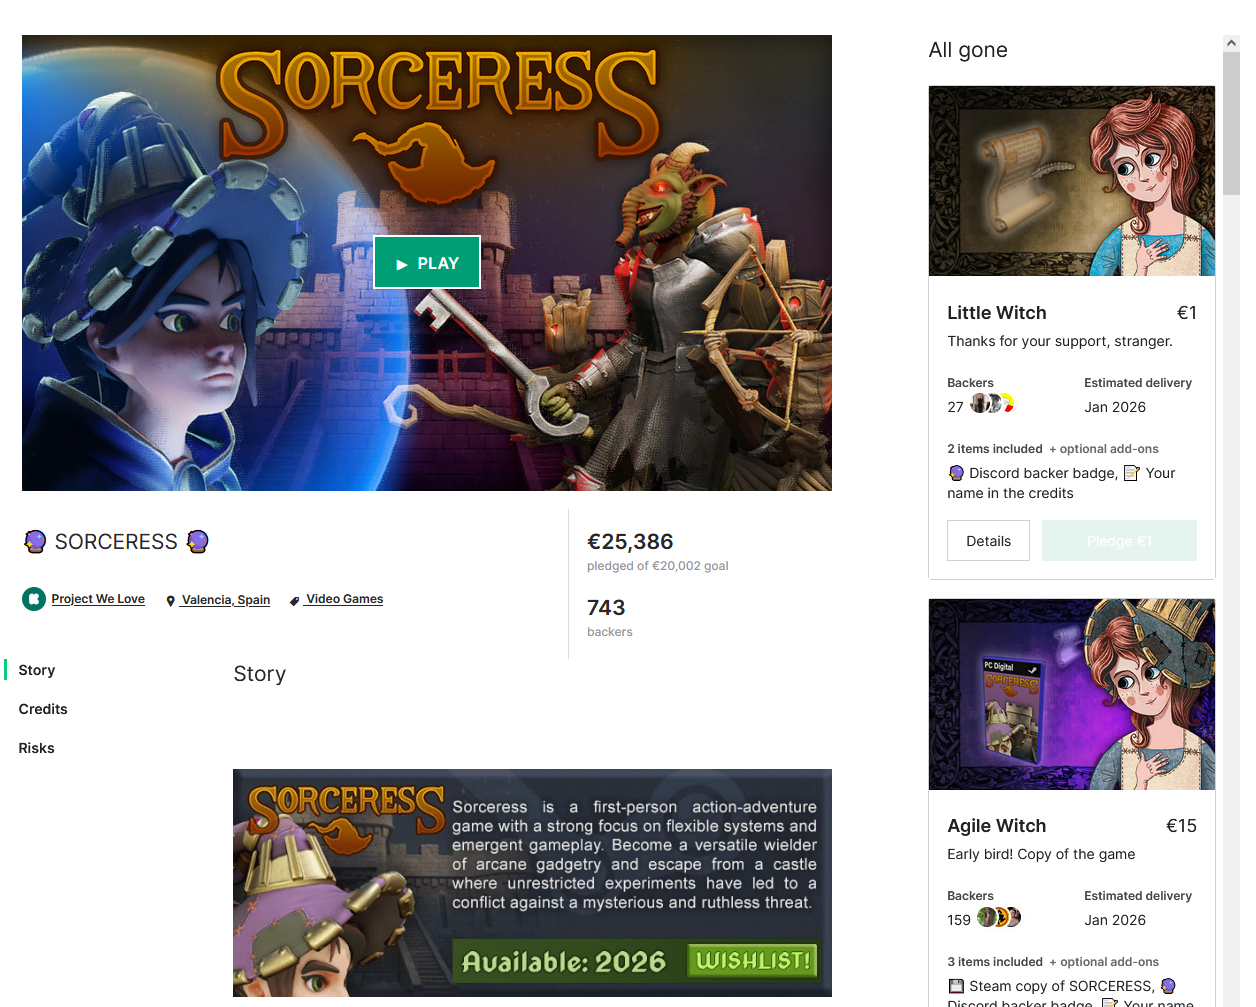 SORCERESS
PLAY
SORCERESS
Project We Love
Valencia, Spain
Video Games
€25,386
pledged of €20,002 goal
743
backers
Story
Credits
Risks
Story
SORCERESS
Sorceress is a first-person action-adventure
game with a strong focus on flexible systems and
emergent gameplay. Become a versatile wielder
of arcane gadgetry and escape from a castle
where unrestricted experiments have led to a
conflict against a mysterious and ruthless threat.
Available: 2026
WISHLIST!
All gone
Little Witch €1
Thanks for your support, stranger.
Backers Estimated delivery
27 Jan 2026
2 items included + optional add-ons
Discord backer badge, Your
name in the credits
Details Pledge €1
PC Digital
SORCERESS
Agile Witch €15
Early bird! Copy of the game
Backers Estimated delivery
159 Jan 2026
3 items included + optional add-ons
Steam copy of SORCERESS,
Discord backer badge, Your name